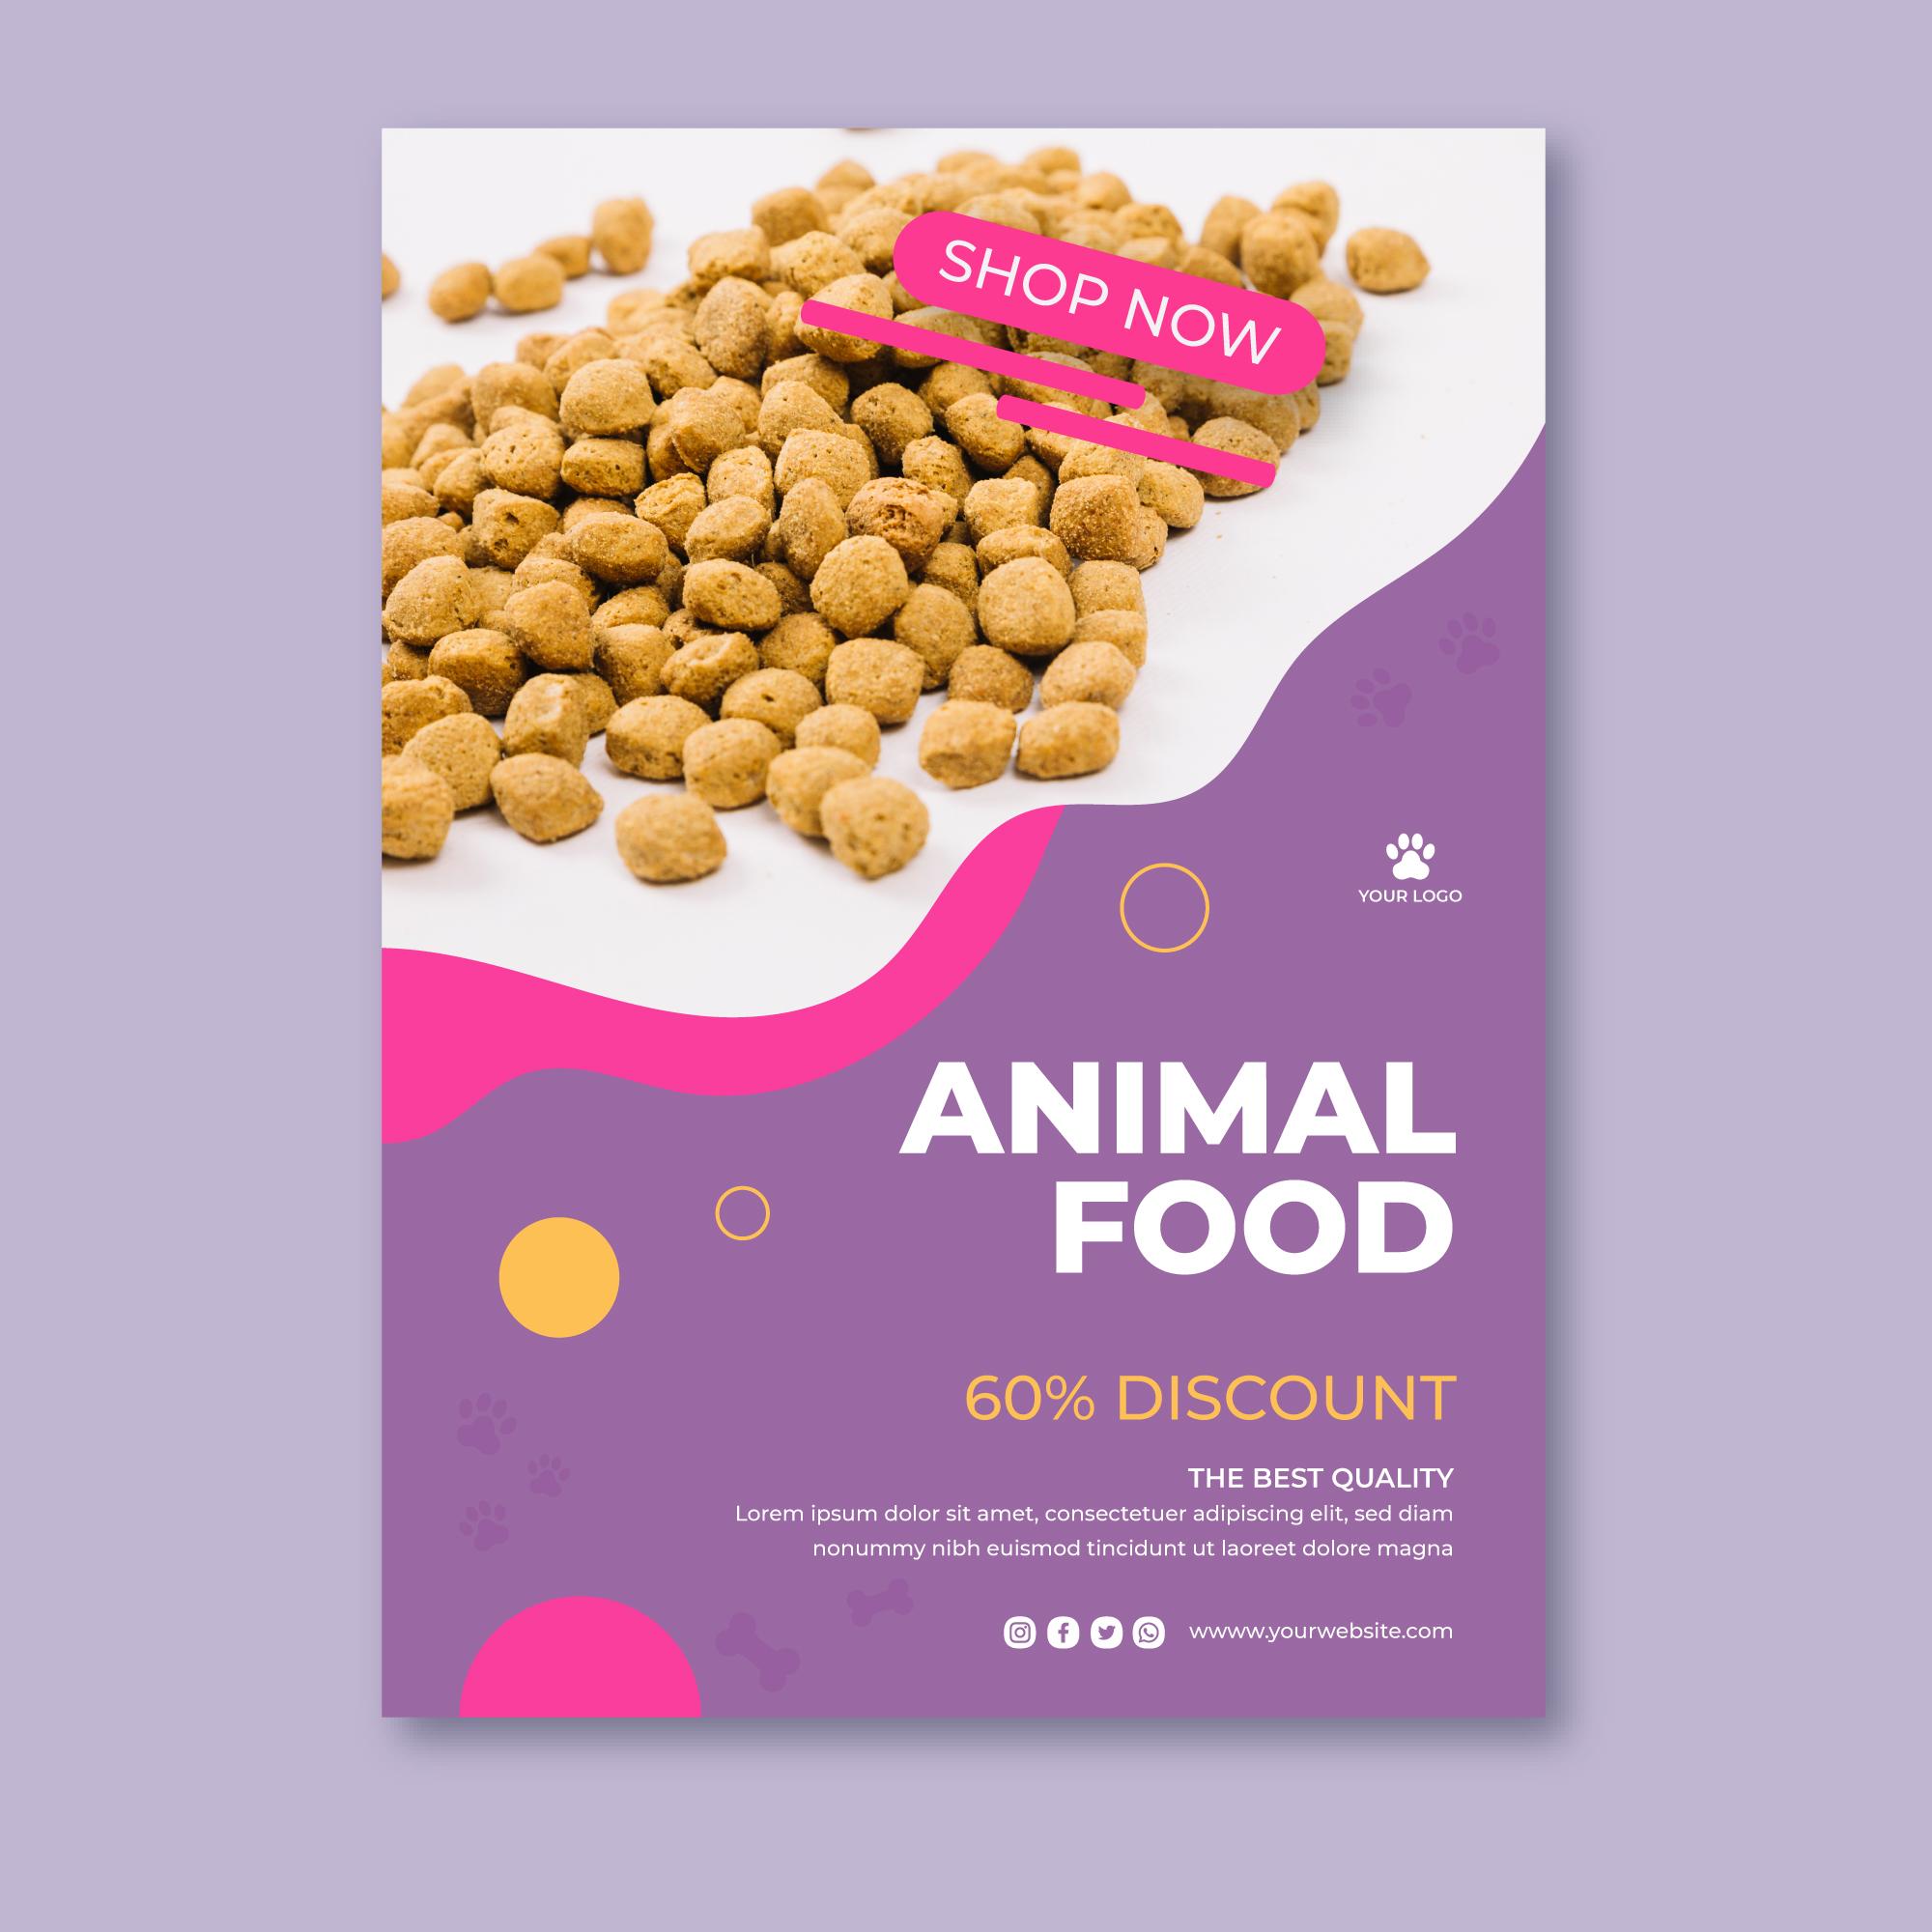 SHOP NOW
YOUR LOGO
ANIMAL
FOOD
60% DISCOUNT
THE BEST QUALITY
Lorem ipsum dolor sit amet, consectetuer adipiscing elit, sed diam
nonummy nibh euismod tincidunt ut laoreet dolore magna
wwww.yourwebsite.com